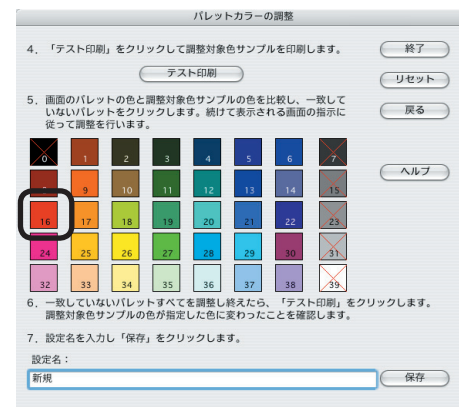 パレットカラーの調整
4. 「テスト印刷」をクリックして調整対象色サンプルを印刷します。
終了
テスト印刷
リセット
5. 画面のパレットの色と調整対象色サンプルの色を比較し、一致して
いないパレットをクリックします。続けて表示される画面の指示に
従って調整を行います。
戻る
ヘルプ
0 1 2 3 4 5 6 7
9 10 11 12 13 14 15
16 17 18 19 20 21 22 23
24 25 26 27 28 29 30 31
32 33 34 35 36 37 38 39
6. 一致していないパレットすべてを調整し終えたら、「テスト印刷」をクリックします。
調整対象色サンプルの色が指定した色に変わったことを確認します。
7. 設定名を入力し「保存」をクリックします。
設定名：
新規
保存